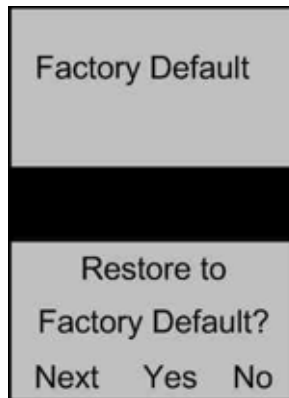 Factory Default
Restore to
Factory Default?
Next Yes No